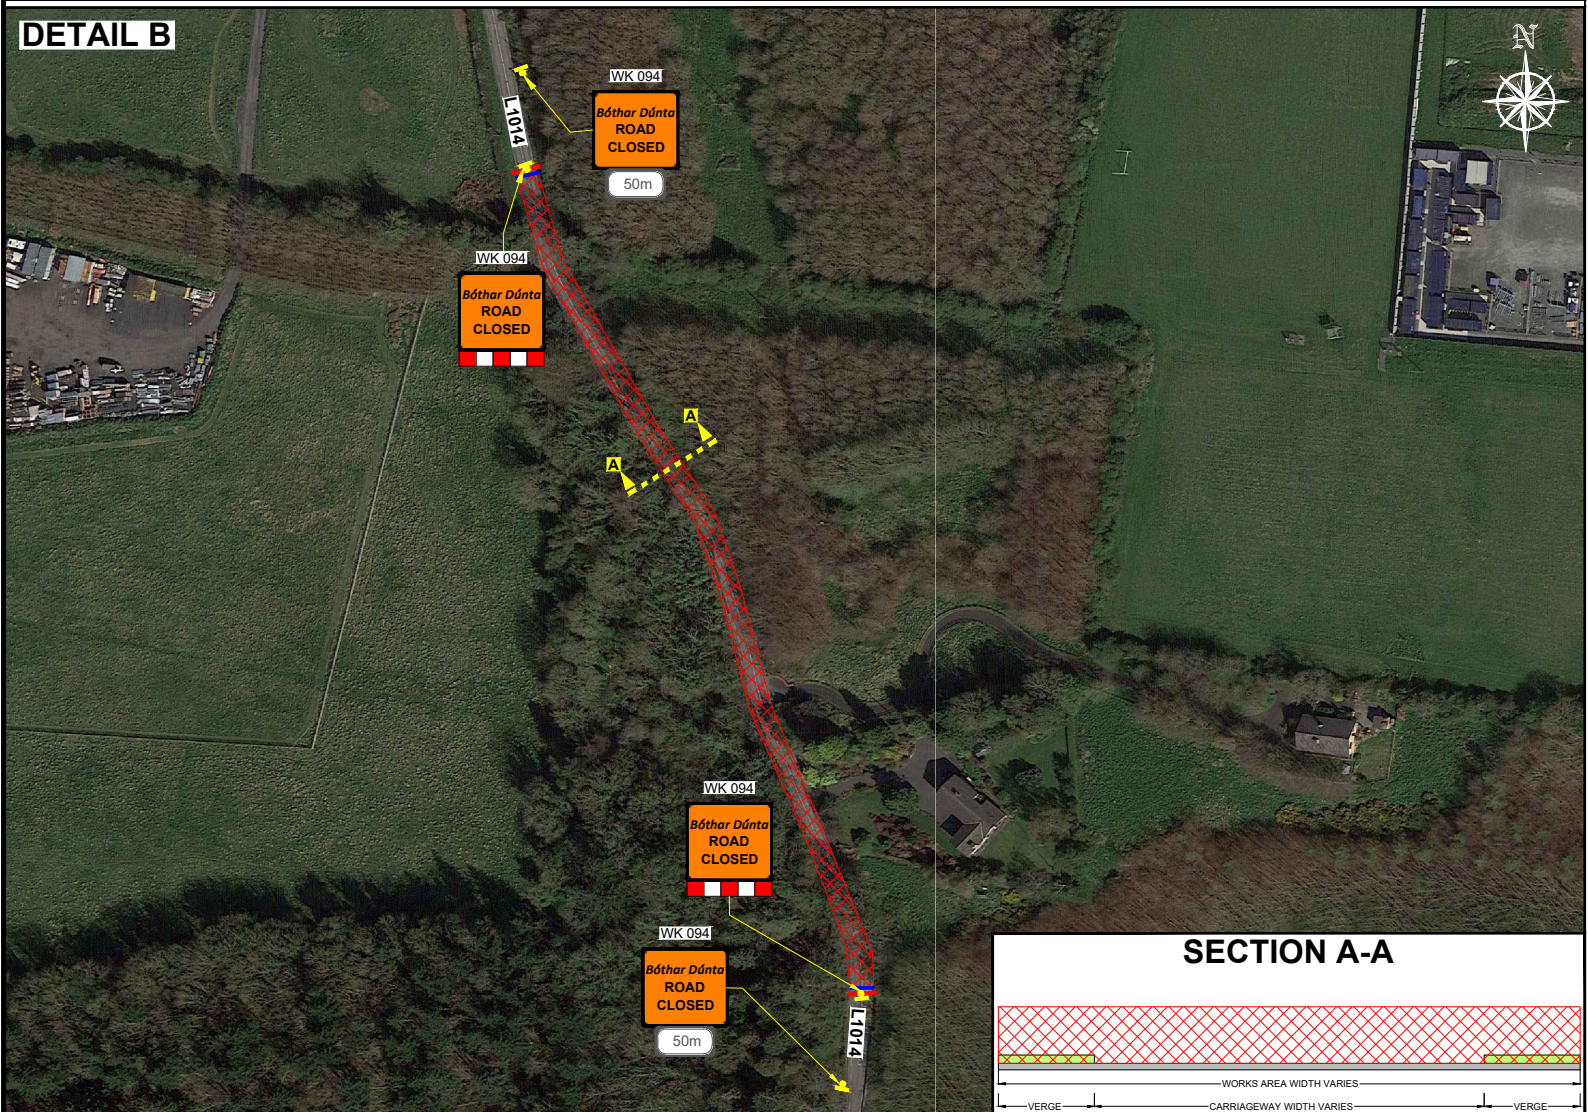 DETAIL B
N
WK 094
Bóthar Dúnta
ROAD
CLOSED
50m
L1014
WK 094
Bóthar Dúnta
ROAD
CLOSED
A
A
WK 094
Bóthar Dúnta
ROAD
CLOSED
WK 094
Bóthar Dúnta
ROAD
CLOSED
50m
L1014
SECTION A-A
WORKS AREA WIDTH VARIES
VERGE CARRIAGEWAY WIDTH VARIES VERGE